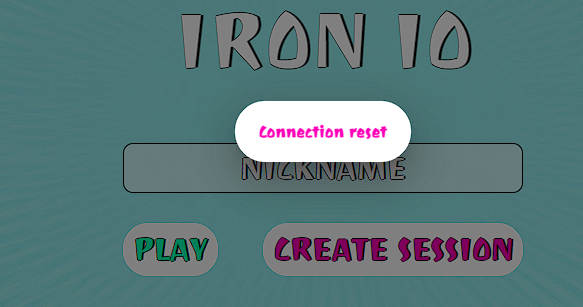 IRON IO
Connection reset
NICKNAME
PLAY
CREATE SESSION